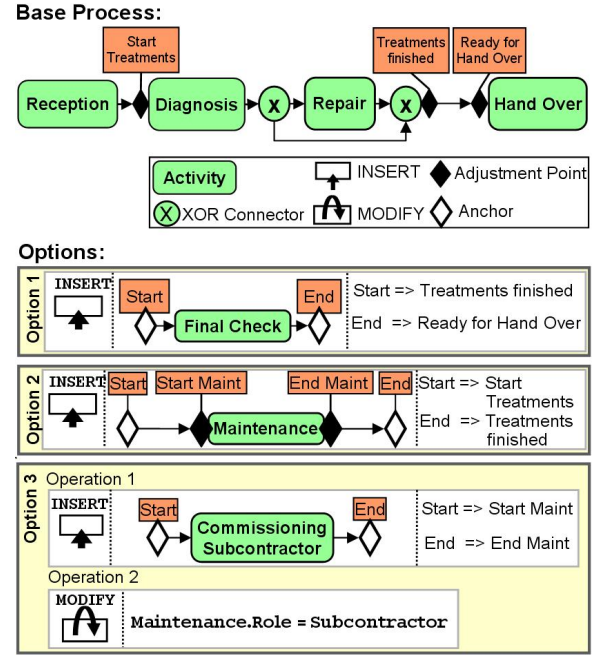 Base Process:
Start
Treatments
Treatments
finished
Ready for
Hand Over
Reception
Diagnosis
X
Repair
X
Hand Over
Activity
INSERT
Adjustment Point
X
XOR Connector
MODIFY
Anchor
Options:
Option 1
INSERT
Start
Final Check
End
Start => Treatments finished
End => Ready for Hand Over
Option 2
INSERT
Start
Start Maint
Maintenance
End Maint
End
Start => Start
Treatments
End => Treatments
finished
Option 3
Operation 1
INSERT
Start
Commissioning
Subcontractor
End
Start => Start Maint
End => End Maint
Operation 2
MODIFY
Maintenance.Role = Subcontractor